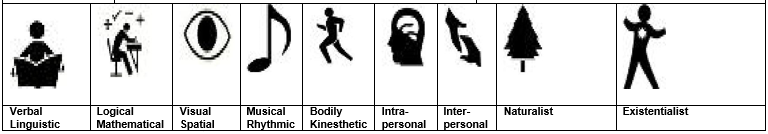 Verbal Linguistic
Logical Mathematical
Visual Spatial
Musical Rhythmic
Bodily Kinesthetic
Intra- personal
Inter- personal
Naturalist
Existentialist